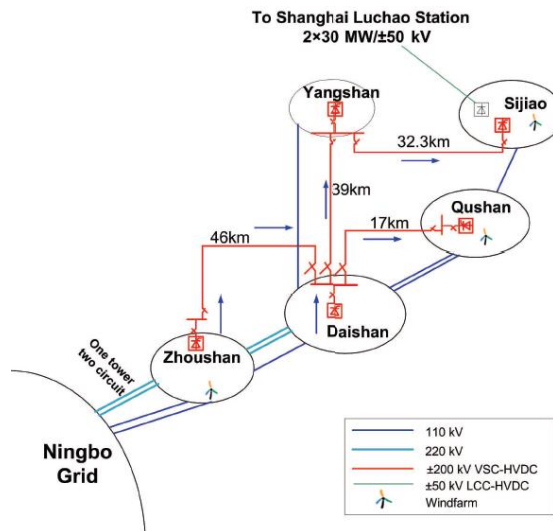 To Shanghai Luchao Station
2×30 MW/±50 kV
Yangshan
Sijiao
32.3km
39km
Qushan
17km
46km
Daishan
Zhoushan
One tower
two circuit
Ningbo
Grid
110 kV
220 kV
±200 kV VSC-HVDC
±50 kV LCC-HVDC
Windfarm